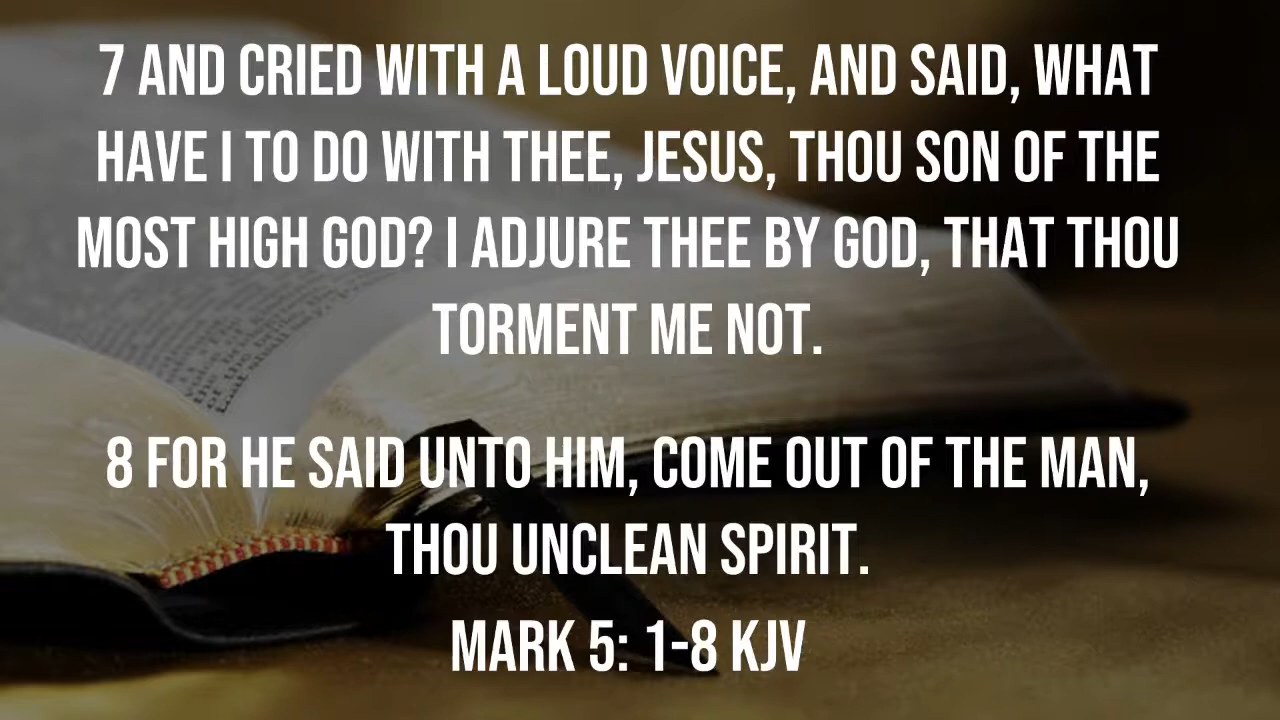 7 AND CRIED WITH A LOUD VOICE, AND SAID, WHAT
HAVE I TO DO WITH THEE, JESUS, THOU SON OF THE
MOST HIGH GOD? I ADJURE THEE BY GOD, THAT THOU
TORMENT ME NOT.
8 FOR HE SAID UNTO HIM, COME OUT OF THE MAN,
THOU UNCLEAN SPIRIT.
MARK 5: 1-8 KJV